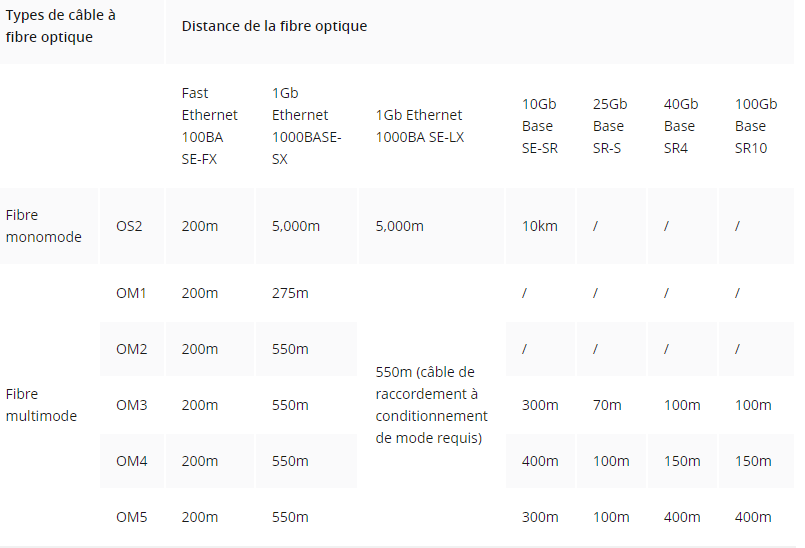 Types de câble à
fibre optique
Distance de la fibre optique
Fast
Ethernet
100BA
SE-FX
1Gb
Ethernet
1000BASE-
SX
1Gb Ethernet
1000BA SE-LX
10Gb
Base
SE-SR
25Gb
Base
SR-S
40Gb
Base
SR4
100Gb
Base
SR10
Fibre
monomode
OS2
200m
5,000m
5,000m
10km
/
/
/
Fibre
multimode
OM1
200m
275m
550m (câble de
raccordement à
conditionnement
de mode requis)
/
/
/
/
OM2
200m
550m
/
/
/
/
OM3
200m
550m
300m
70m
100m
100m
OM4
200m
550m
400m
100m
150m
150m
OM5
200m
550m
300m
100m
400m
400m